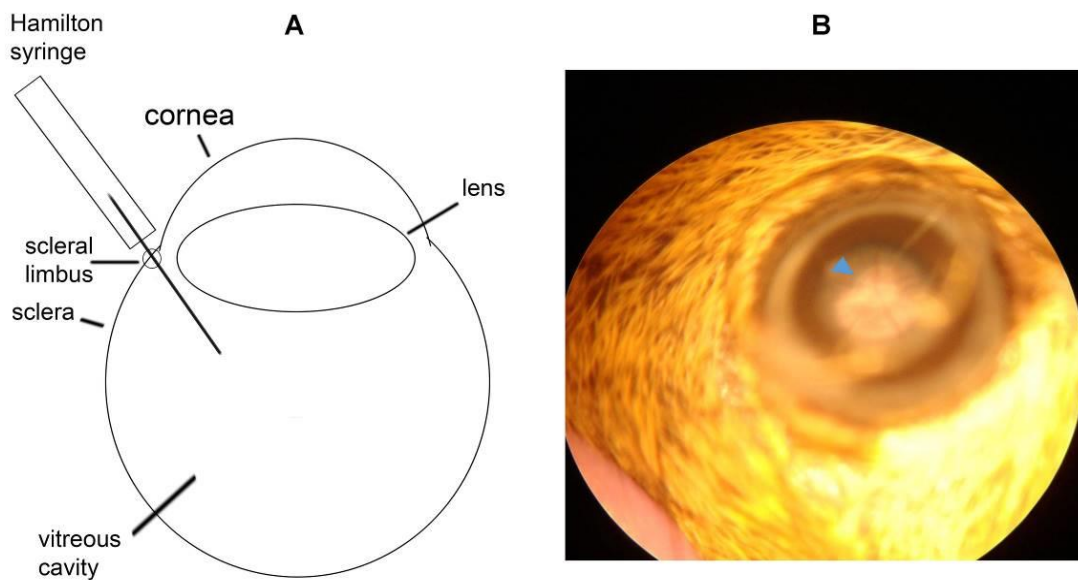 A
B
Hamilton
syringe
cornea
lens
scleral
limbus
sclera
vitreous
cavity